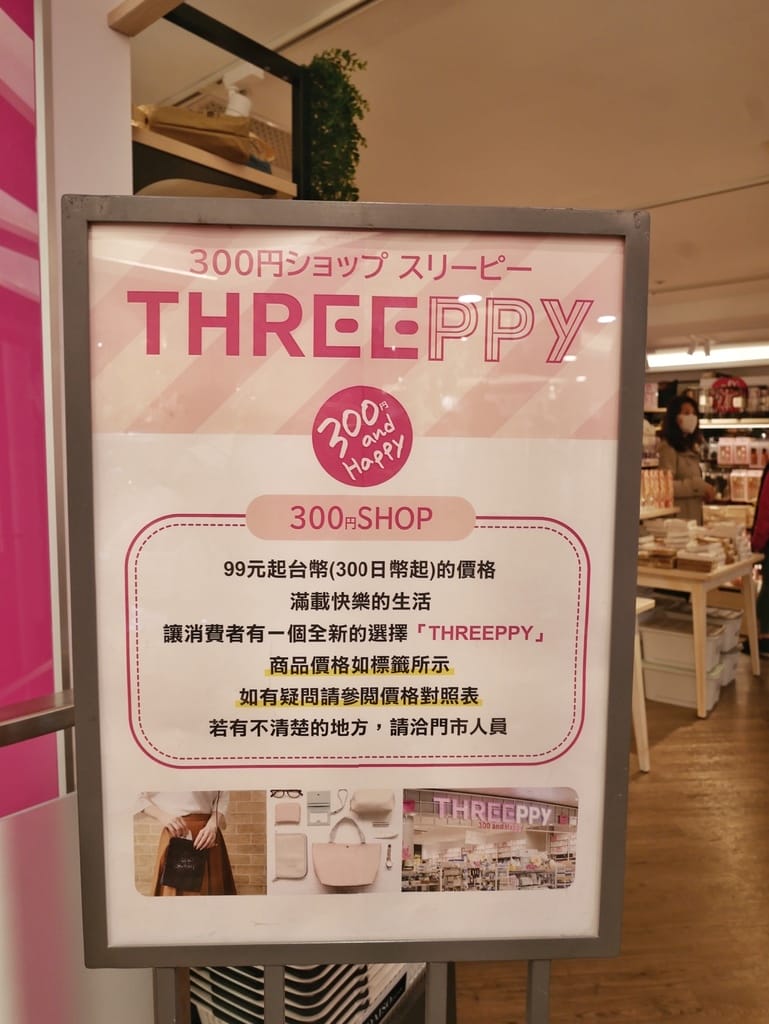 300円ショップ スリーピー
THREEPPY
300円
and
Happy
300円SHOP
99元起台幣(300日幣起)的價格
滿載快樂的生活
讓消費者有一個全新的選擇「THREEPPY」
商品價格如標籤所示
如有疑問請參閱價格對照表
若有不清楚的地方，請洽門市人員
THREEPPY
300 and Happy